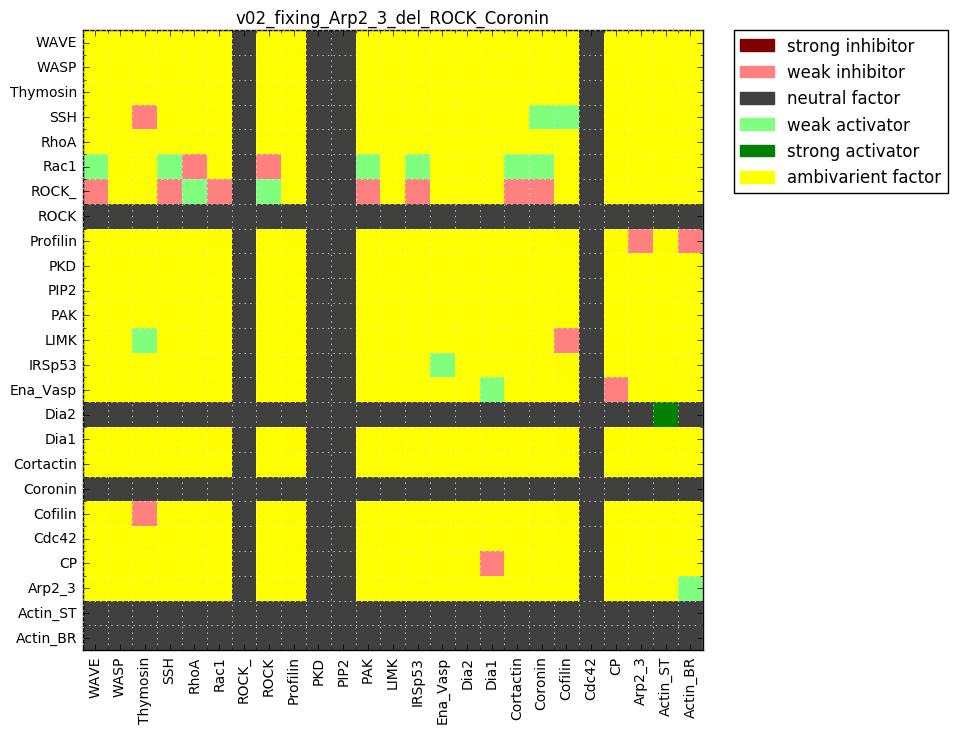 v02_fixing_Arp2_3_del_ROCK_Coronin
WAVE
WASP
Thymosin
SSH
RhoA
Rac1
ROCK_
ROCK
Profilin
PKD
PIP2
PAK
LIMK
IRSp53
Ena_Vasp
Dia2
Dia1
Cortactin
Coronin
Cofilin
Cdc42
CP
Arp2_3
Actin_ST
Actin_BR
WAVE
WASP
Thymosin
SSH
RhoA
Rac1
ROCK_
ROCK
Profilin
PKD
PIP2
PAK
LIMK
IRSp53
Ena_Vasp
Dia2
Dia1
Cortactin
Coronin
Cofilin
Cdc42
CP
Arp2_3
Actin_ST
Actin_BR
strong inhibitor
weak inhibitor
neutral factor
weak activator
strong activator
ambivarient factor